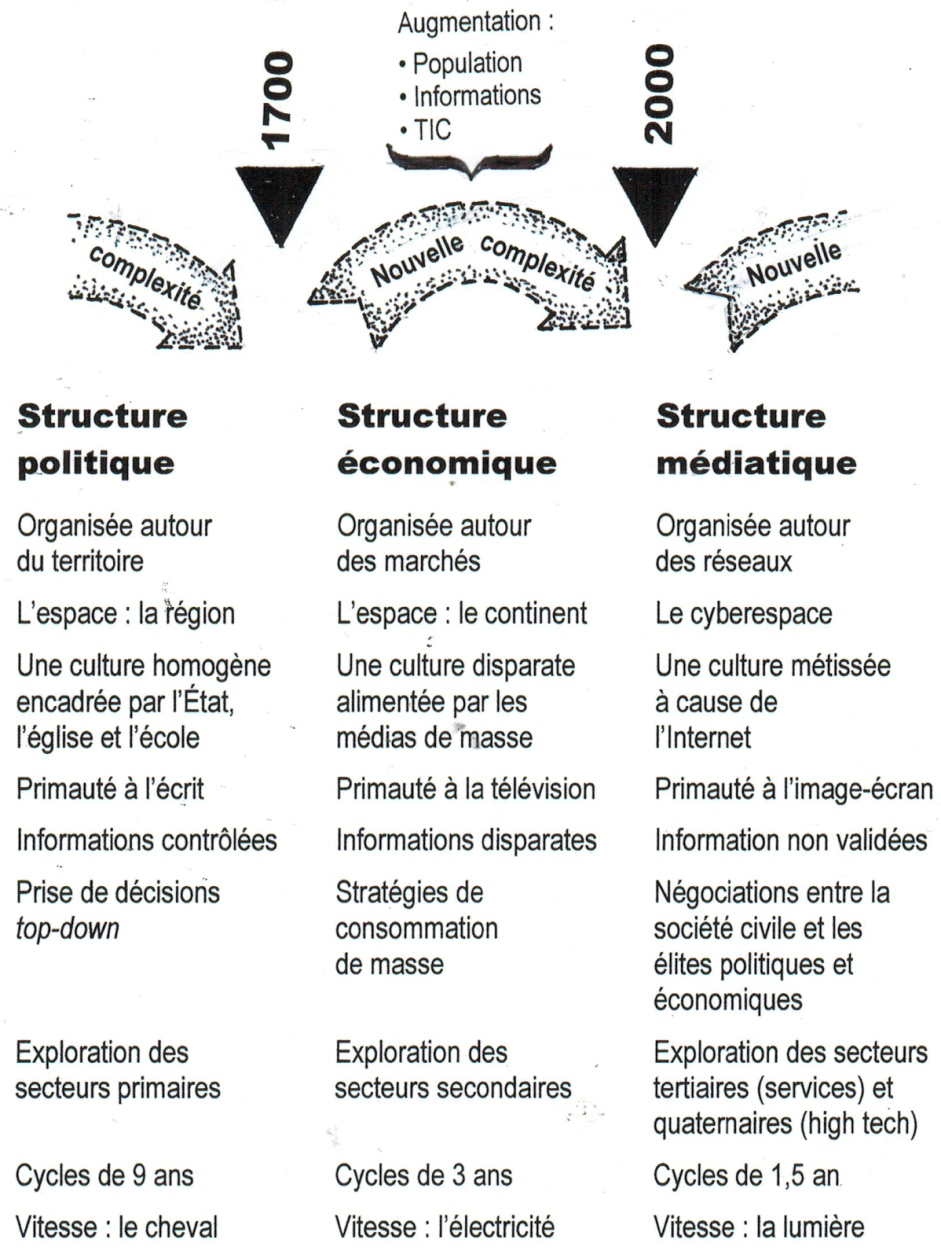 Augmentation :
• Population
• Informations
• TIC
1700
2000
complexité
Nouvelle complexité
Nouvelle
Structure
politique
Organisée autour
du territoire
L'espace : la région
Une culture homogène
encadrée par l'État,
l'église et l'école
Primauté à l'écrit
Informations contrôlées
Prise de décisions
top-down
Exploration des
secteurs primaires
Cycles de 9 ans
Vitesse : le cheval
Structure
économique
Organisée autour
des marchés
L'espace : le continent
Une culture disparate
alimentée par les
médias de masse
Primauté à la télévision
Informations disparates
Stratégies de
consommation
de masse
Exploration des
secteurs secondaires
Cycles de 3 ans
Vitesse : l'électricité
Structure
médiatique
Organisée autour
des réseaux
Le cyberespace
Une culture métissée
à cause de
l'Internet
Primauté à l'image-écran
Information non validées
Négociations entre la
société civile et les
élites politiques et
économiques
Exploration des secteurs
tertiaires (services) et
quaternaires (high tech)
Cycles de 1,5 an
Vitesse : la lumière